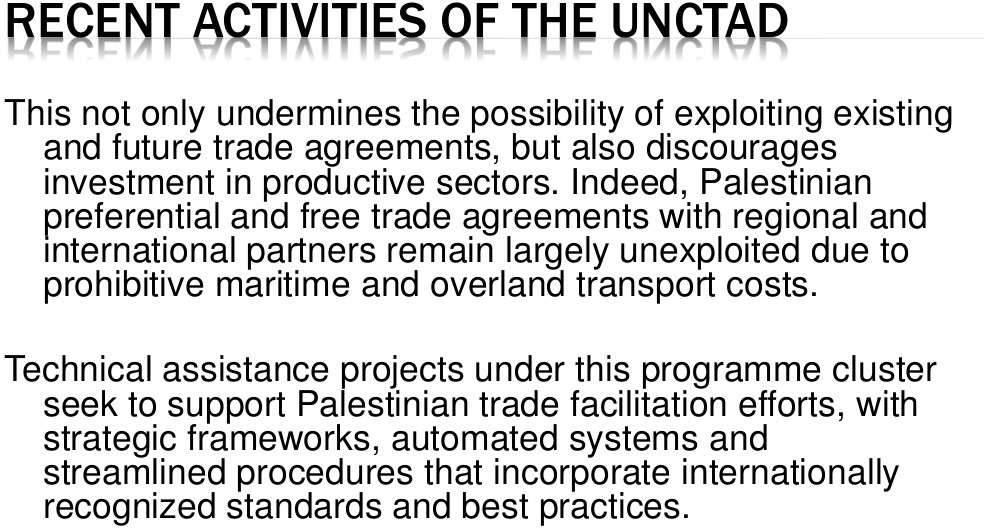 RECENT ACTIVITIES OF THE UNCTAD
This not only undermines the possibility of exploiting existing
and future trade agreements, but also discourages
investment in productive sectors. Indeed, Palestinian
preferential and free trade agreements with regional and
international partners remain largely unexploited due to
prohibitive maritime and overland transport costs.
Technical assistance projects under this programme cluster
seek to support Palestinian trade facilitation efforts, with
strategic frameworks, automated systems and
streamlined procedures that incorporate internationally
recognized standards and best practices.